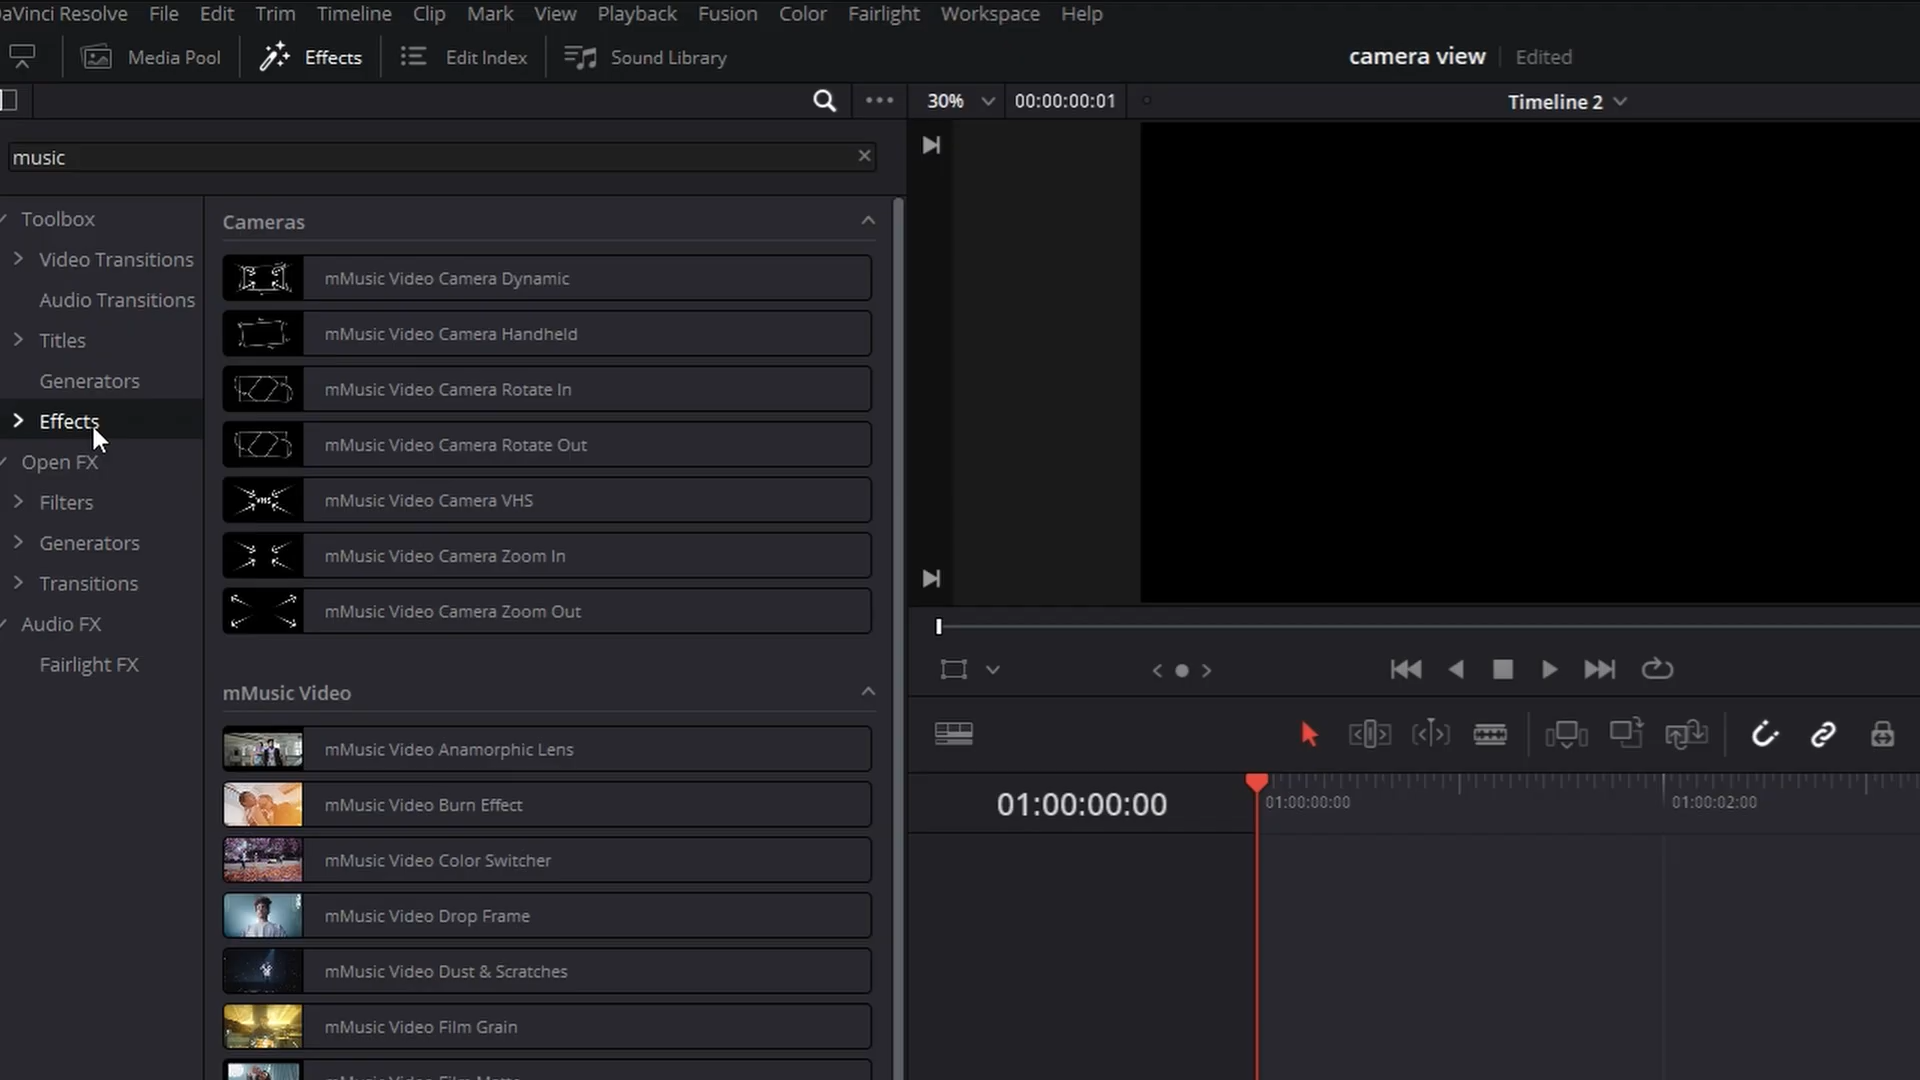 DaVinci Resolve File Edit Trim Timeline Clip Mark View Playback Fusion Color Fairlight Workspace Help
Media Pool Effects Edit Index Sound Library camera view Edited
30% 00:00:00:01 Timeline 2
music
Toolbox
Video Transitions
Audio Transitions
Titles
Generators
Effects
Open FX
Filters
Generators
Transitions
Audio FX
Fairlight FX
Cameras
mMusic Video Camera Dynamic
mMusic Video Camera Handheld
mMusic Video Camera Rotate In
mMusic Video Camera Rotate Out
mMusic Video Camera VHS
mMusic Video Camera Zoom In
mMusic Video Camera Zoom Out
mMusic Video
mMusic Video Anamorphic Lens
mMusic Video Burn Effect
mMusic Video Color Switcher
mMusic Video Drop Frame
mMusic Video Dust & Scratches
mMusic Video Film Grain
mMusic Video Film
01:00:00:00
01:00:00:00
01:00:02:00